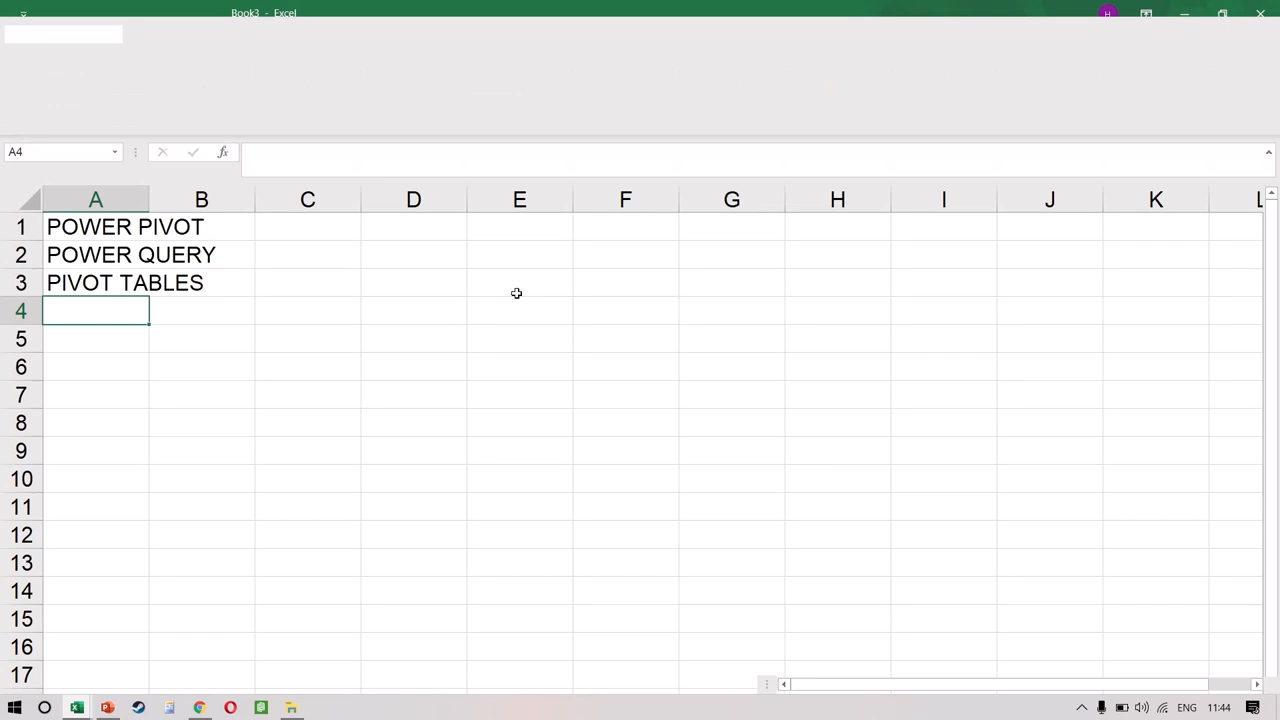 Book3 - Excel
H
A4
fx
A B C D E F G H I J K L
1 POWER PIVOT
2 POWER QUERY
3 PIVOT TABLES
4
5
6
7
8
9
10
11
12
13
14
15
16
17
ENG 11:44